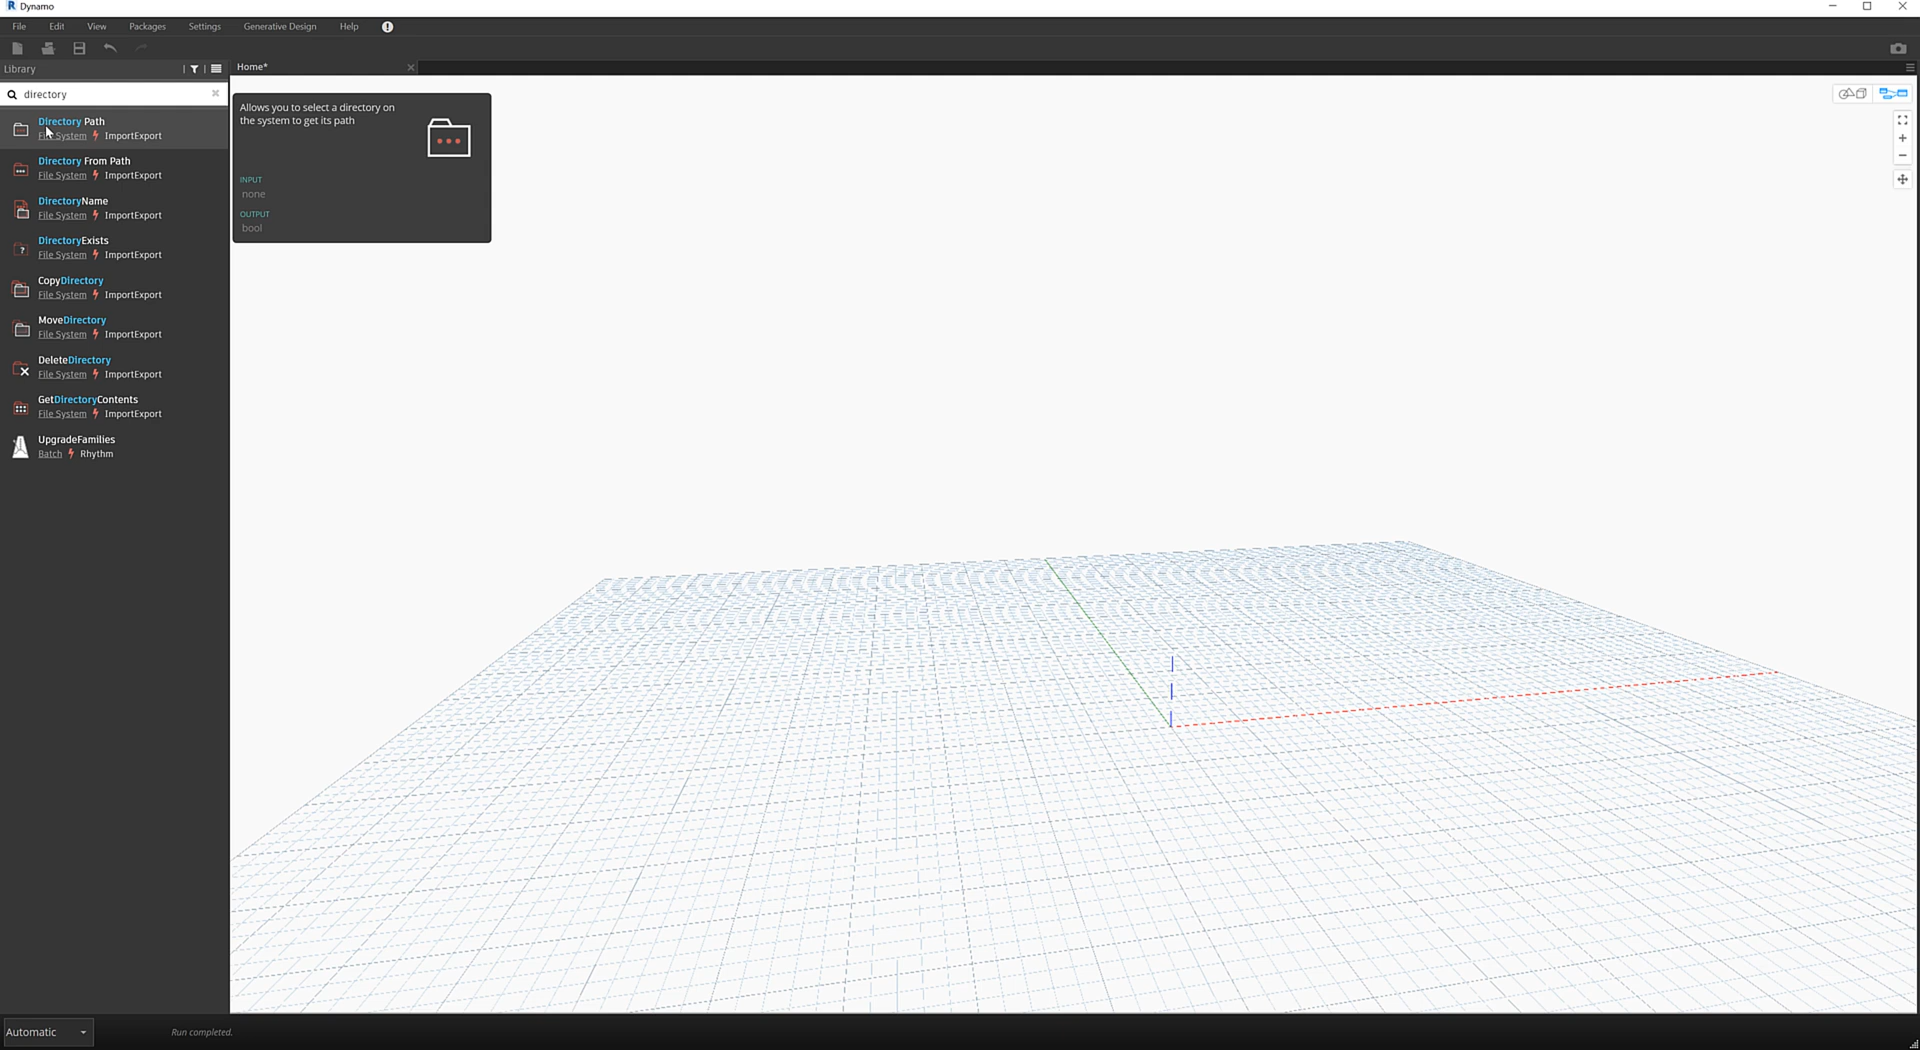 Dynamo
File Edit View Packages Settings Generative Design Help
Library
Home*
directory
Directory Path
File System ImportExport
Directory From Path
File System ImportExport
DirectoryName
File System ImportExport
DirectoryExists
File System ImportExport
CopyDirectory
File System ImportExport
MoveDirectory
File System ImportExport
DeleteDirectory
File System ImportExport
GetDirectoryContents
File System ImportExport
UpgradeFamilies
Batch Rhythm
Allows you to select a directory on
the system to get its path
INPUT
none
OUTPUT
bool
Automatic
Run completed.